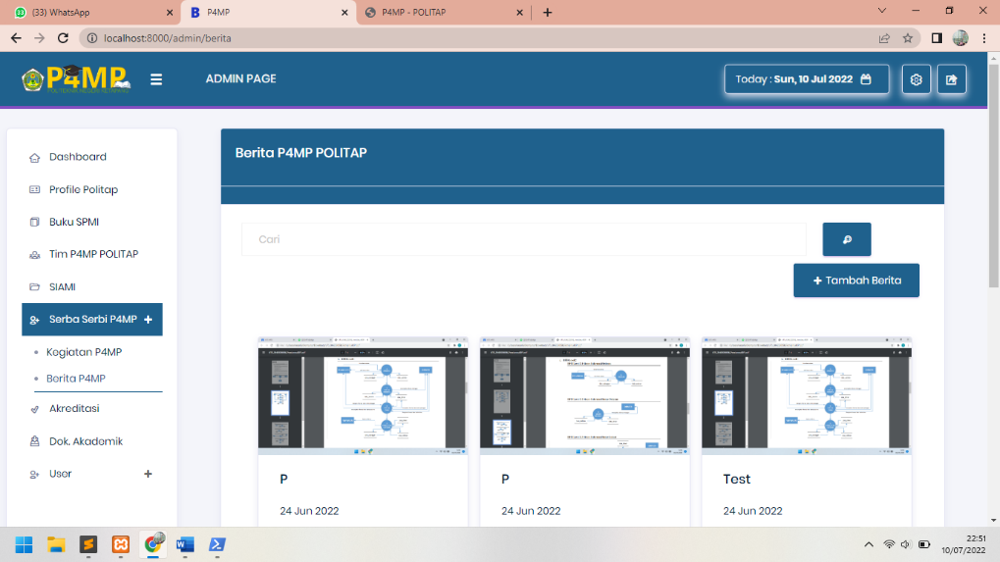 (33) WhatsApp
P4MP
P4MP - POLITAP
localhost:8000/admin/berita
P4MP
ADMIN PAGE
Today : Sun, 10 Jul 2022
Dashboard
Profile Politap
Buku SPMI
Tim P4MP POLITAP
SIAMI
Serba Serbi P4MP
Kegiatan P4MP
Berita P4MP
Akreditasi
Dok. Akademik
User
Berita P4MP POLITAP
Cari
Tambah Berita
P
24 Jun 2022
P
24 Jun 2022
Test
24 Jun 2022
22:51
10/07/2022